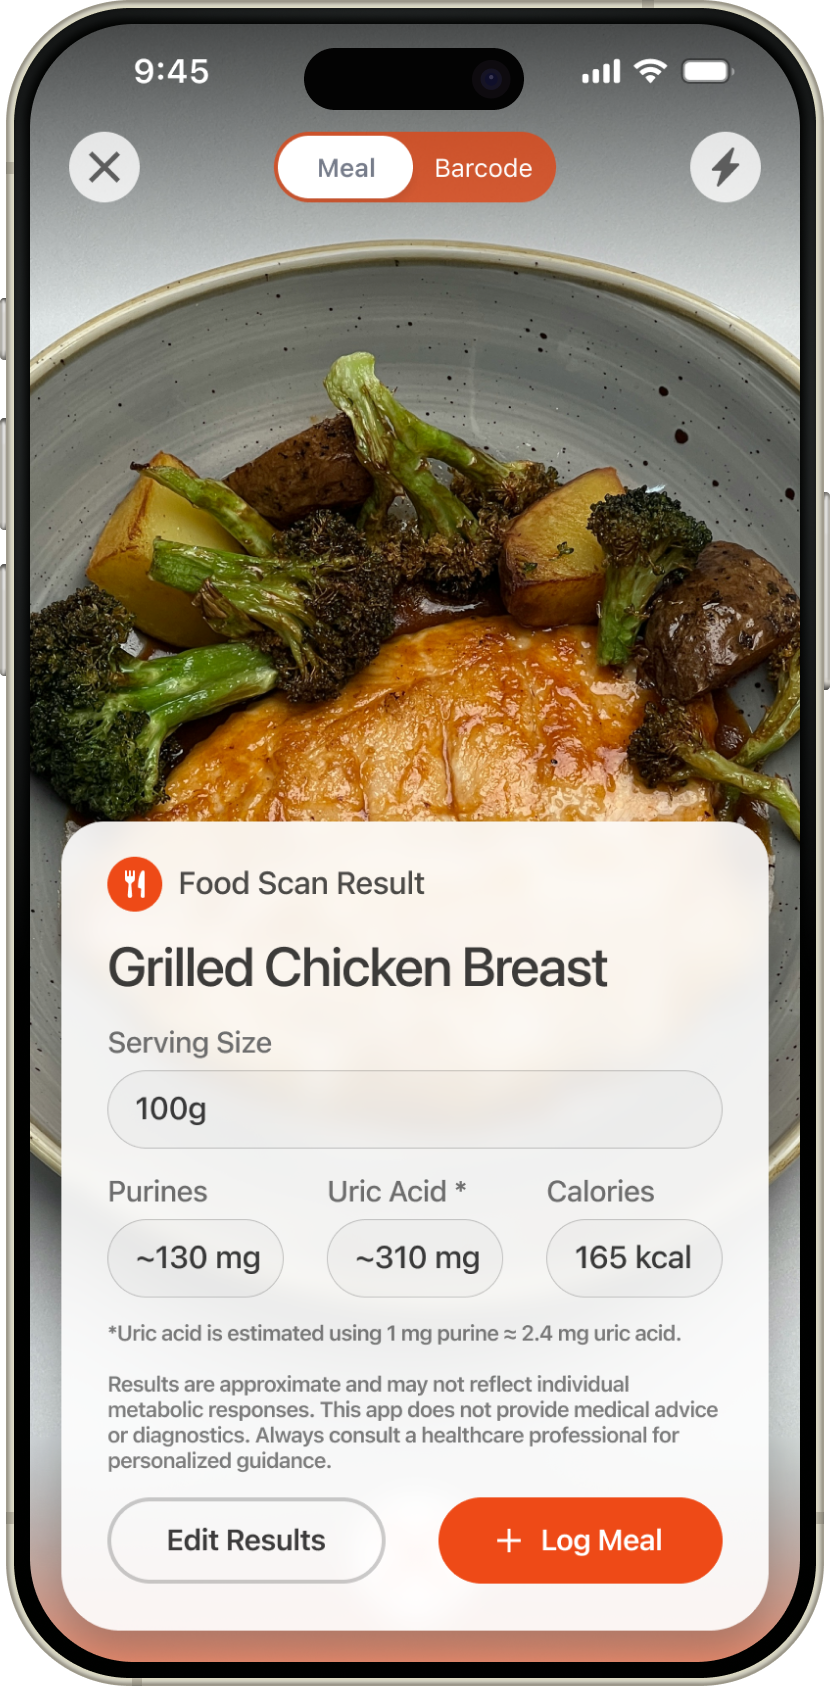 9:45
Meal Barcode
Food Scan Result
Grilled Chicken Breast
Serving Size
100g
Purines Uric Acid * Calories
~130 mg ~310 mg 165 kcal
*Uric acid is estimated using 1 mg purine ≈ 2.4 mg uric acid.
Results are approximate and may not reflect individual
metabolic responses. This app does not provide medical advice
or diagnostics. Always consult a healthcare professional for
personalized guidance.
Edit Results + Log Meal